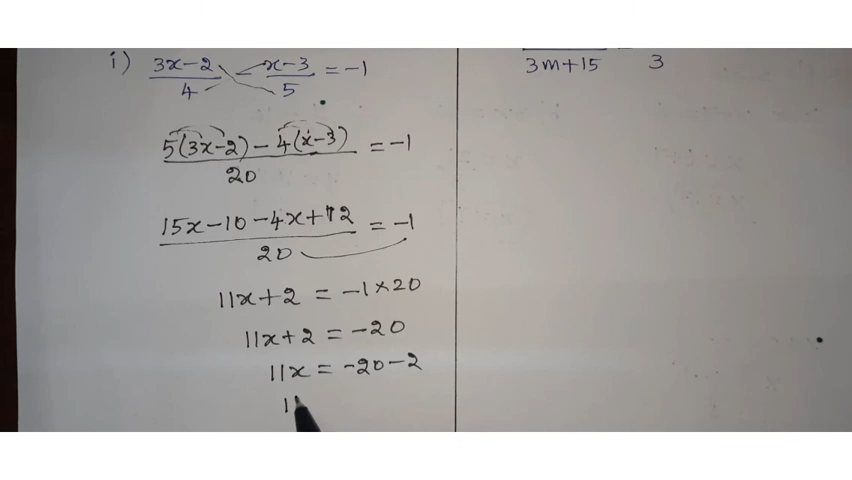 i) 3x-2/4 - x-3/5 = -1
5(3x-2) - 4(x-3)/20 = -1
15x-10-4x+12/20 = -1
11x+2 = -1×20
11x+2 = -20
11x = -20-2
3m+15 3